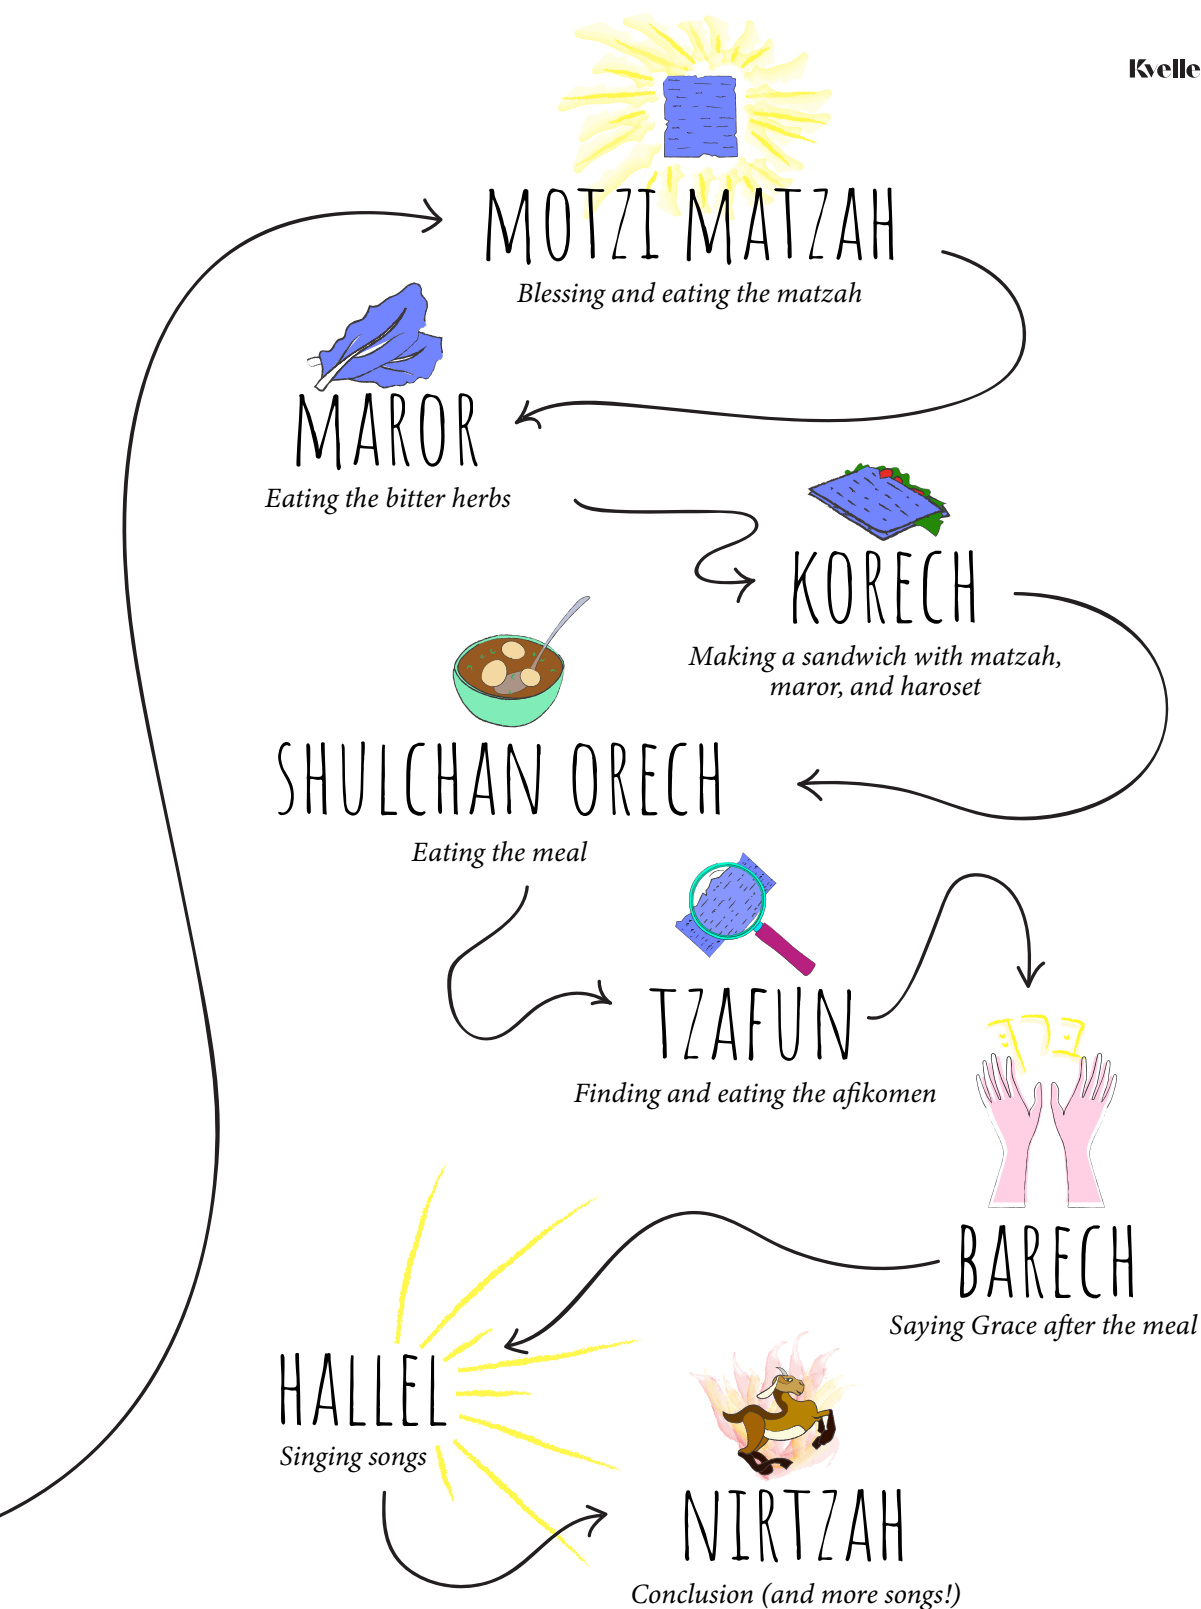 Kvelle
MOTZI MATZAH
Blessing and eating the matzah
MAROR
Eating the bitter herbs
KORECH
Making a sandwich with matzah,
maror, and haroset
SHULCHAN ORECH
Eating the meal
TZAFUN
Finding and eating the afikomen
BARECH
Saying Grace after the meal
HALLEL
Singing songs
NIRTZAH
Conclusion (and more songs!)